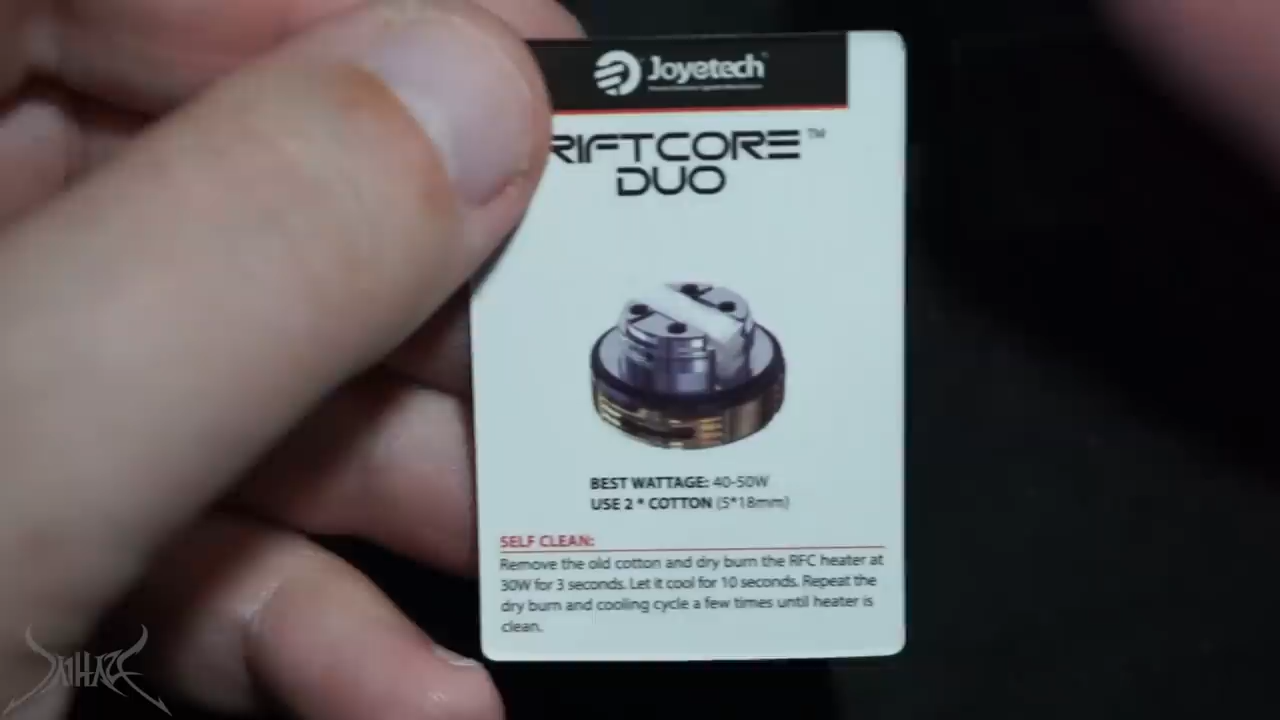 Joyetech
RIFTCORE™
DUO
BEST WATTAGE: 40-50W
USE 2 * COTTON (5*18mm)
SELF CLEAN:
Remove the old cotton and dry burn the RFC heater at
30W for 3 seconds. Let it cool for 10 seconds. Repeat the
dry burn and cooling cycle a few times until heater is
clean.